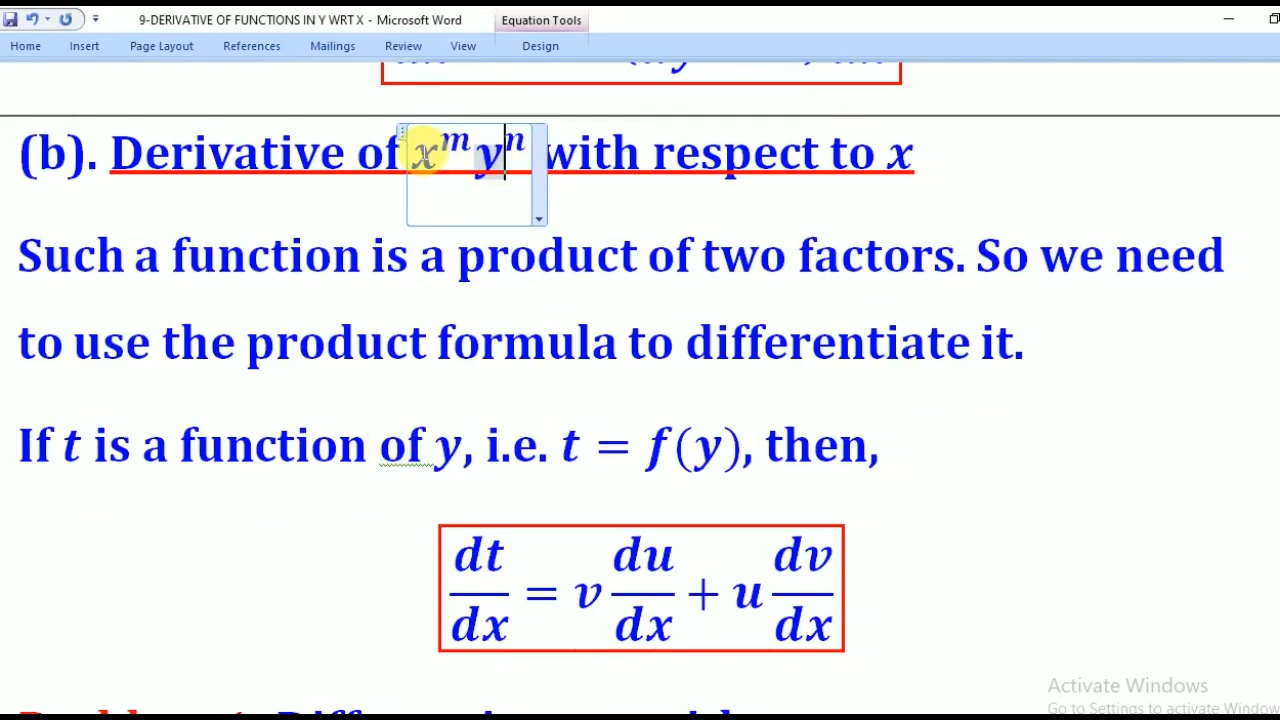 9-DERIVATIVE OF FUNCTIONS IN Y WRT X - Microsoft Word
Equation Tools
Home Insert Page Layout References Mailings Review View Design
(b). Derivative of x^m y^n with respect to x
Such a function is a product of two factors. So we need
to use the product formula to differentiate it.
If t is a function of y, i.e. t = f(y), then,
dt/dx = v du/dx + u dv/dx
Activate Windows
Go to Settings to activate Window